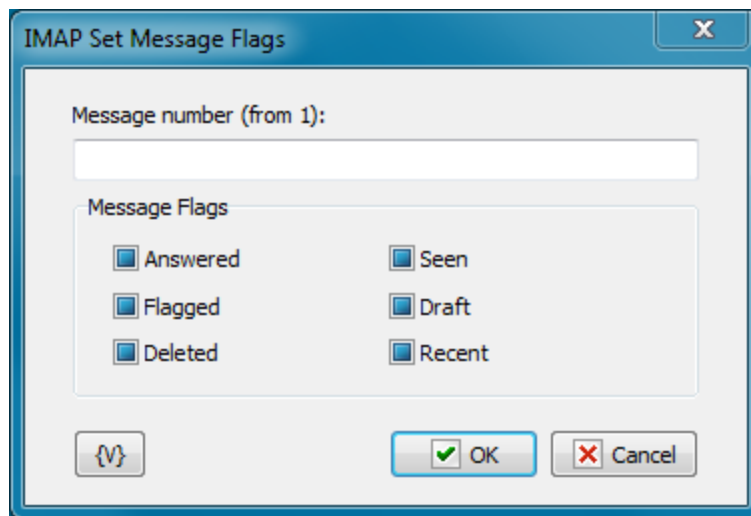 IMAP Set Message Flags
Message number (from 1):
Message Flags
Answered Seen
Flagged Draft
Deleted Recent
{V} OK Cancel